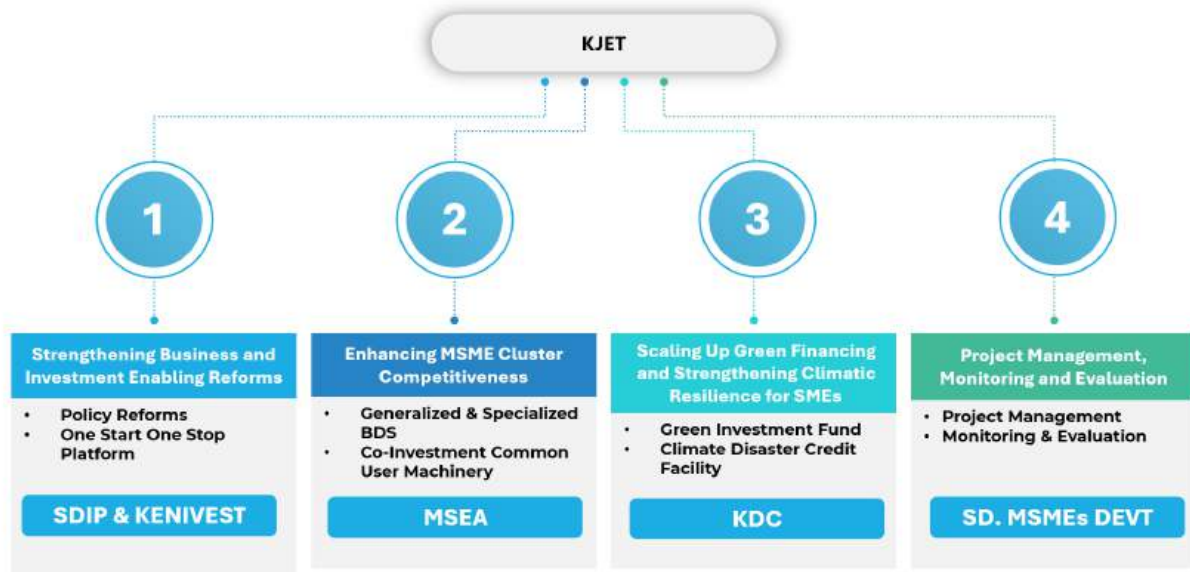 KJET
1
2
3
4
Strengthening Business and
Investment Enabling Reforms
• Policy Reforms
• One Start One Stop
Platform
SDIP & KENIVEST
Enhancing MSME Cluster
Competitiveness
• Generalized & Specialized
BDS
• Co-Investment Common
User Machinery
MSEA
Scaling Up Green Financing
and Strengthening Climatic
Resilience for SMEs
• Green Investment Fund
• Climate Disaster Credit
Facility
KDC
Project Management,
Monitoring and Evaluation
• Project Management
• Monitoring & Evaluation
SD. MSMEs DEVT